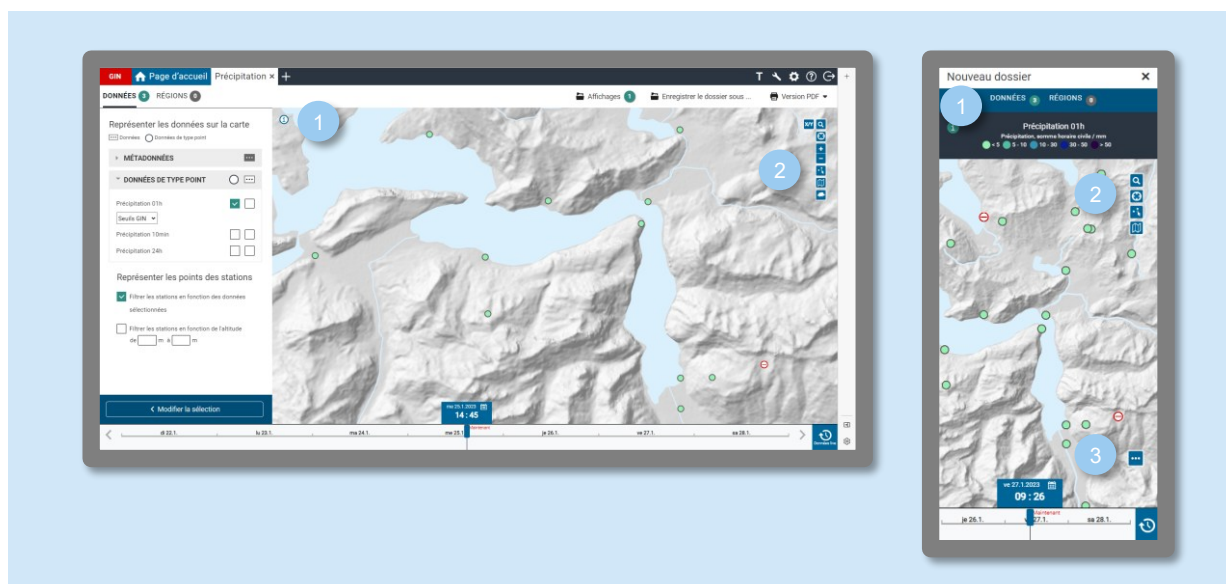 GIN Page d'accueil Précipitation × + T
DONNÉES 3 RÉGIONS 0 Affichages 1 Enregistrer le dossier sous ... Version PDF
Représenter les données sur la carte
Données Données de type point
MÉTADONNÉES
DONNÉES DE TYPE POINT
Précipitation 01h
Seuils GIN
Précipitation 10min
Précipitation 24h
Représenter les points des stations
Filtrer les stations en fonction des données
sélectionnées
Filtrer les stations en fonction de l'altitude
de m à m
< Modifier la sélection
1
X/Y
2
me 25.1.2023
14 : 45
Maintenant
di 22.1. lu 23.1. ma 24.1. me 25.1. je 26.1. ve 27.1. sa 28.1.
Données live
Nouveau dossier ×
1
DONNÉES 3 RÉGIONS
Précipitation 01h
Précipitation, somme horaire civile / mm
< 5 5 - 10 10 - 30 30 - 50 > 50
2
3
ve 27.1.2023
09 : 26
Maintenant
je 26.1. 27.1. sa 28.1.